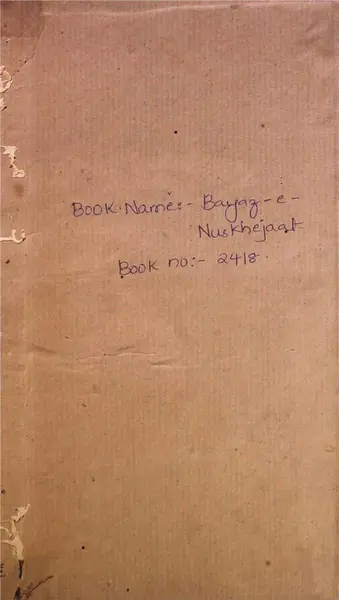 BOOK Name:- Bayaz-e-
Nuskhejaat
Book no:- 2418.